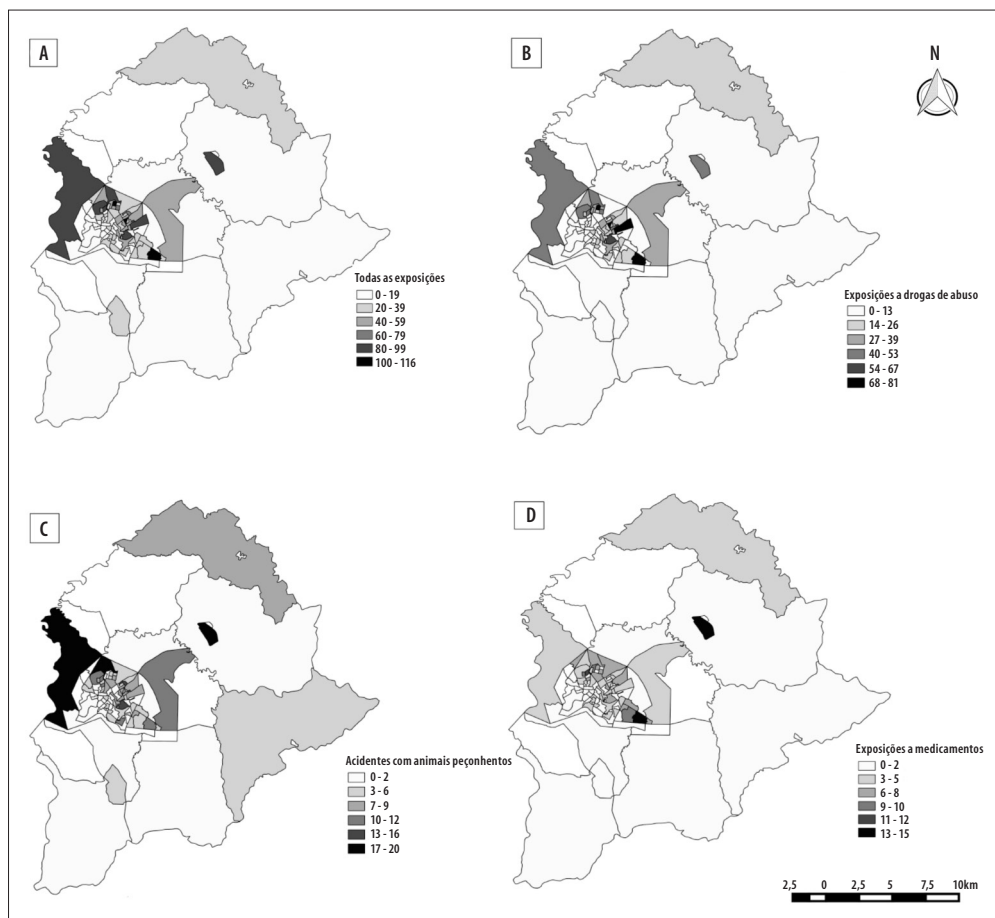 A
Todas as exposições
0 - 19
20 - 39
40 - 59
60 - 79
80 - 99
100 - 116
B
N
Exposições a drogas de abuso
0 - 13
14 - 26
27 - 39
40 - 53
54 - 67
68 - 81
C
Acidentes com animais peçonhentos
0 - 2
3 - 6
7 - 9
10 - 12
13 - 16
17 - 20
D
Exposições a medicamentos
0 - 2
3 - 5
6 - 8
9 - 10
11 - 12
13 - 15
2,5 0 2,5 5 7,5 10km